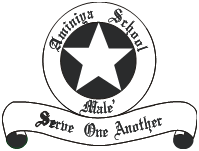 Aminiya School
Male'
Serve One Another